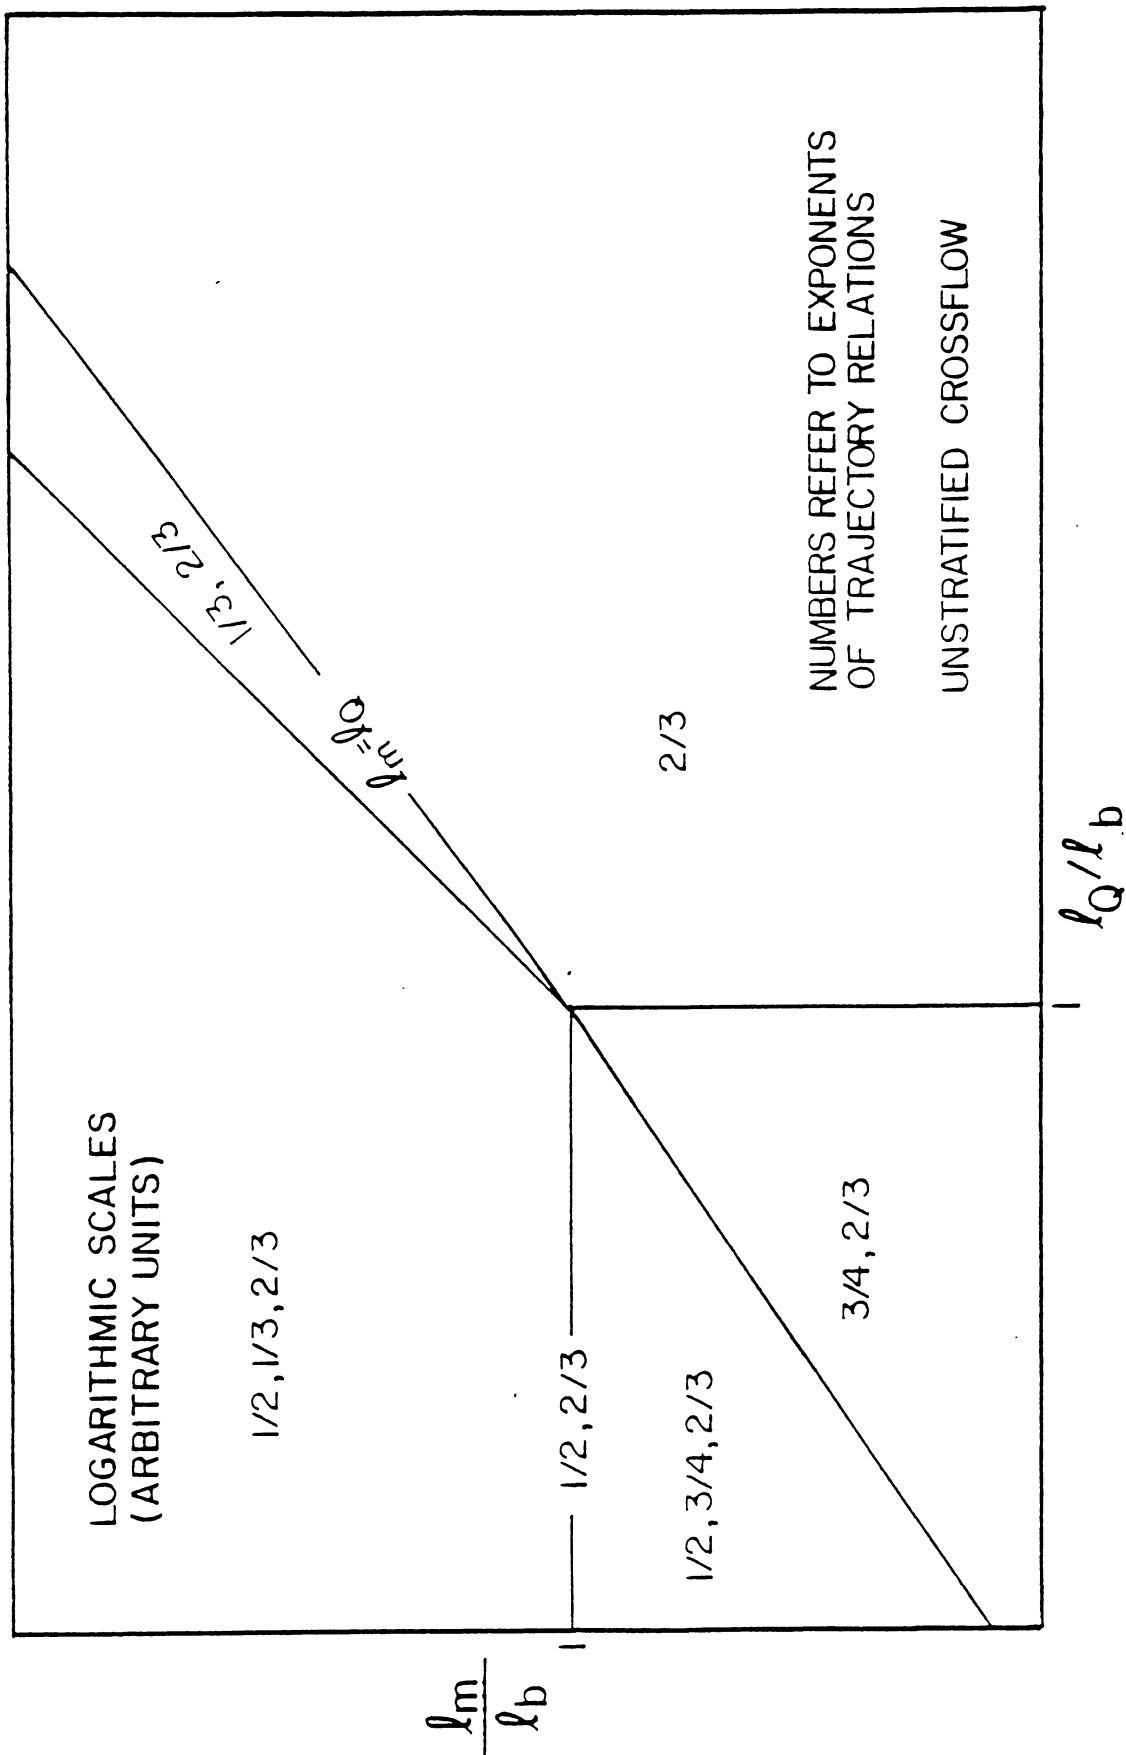 LOGARITHMIC SCALES
(ARBITRARY UNITS)
1/2, 1/3, 2/3
1/3, 2/3
ℓm=ℓQ
1/2, 2/3
1/2, 3/4, 2/3
3/4, 2/3
2/3
NUMBERS REFER TO EXPONENTS
OF TRAJECTORY RELATIONS
UNSTRATIFIED CROSSFLOW
ℓm
ℓb
1
1
ℓQ/ℓb